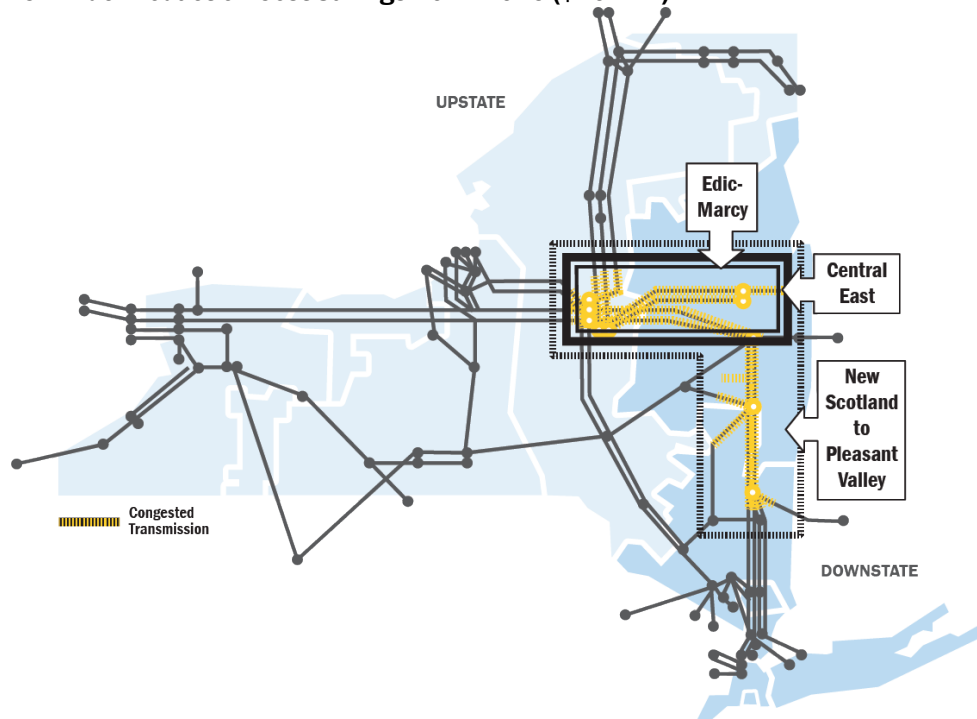 UPSTATE
Edic-
Marcy
Central
East
New
Scotland
to
Pleasant
Valley
Congested
Transmission
DOWNSTATE